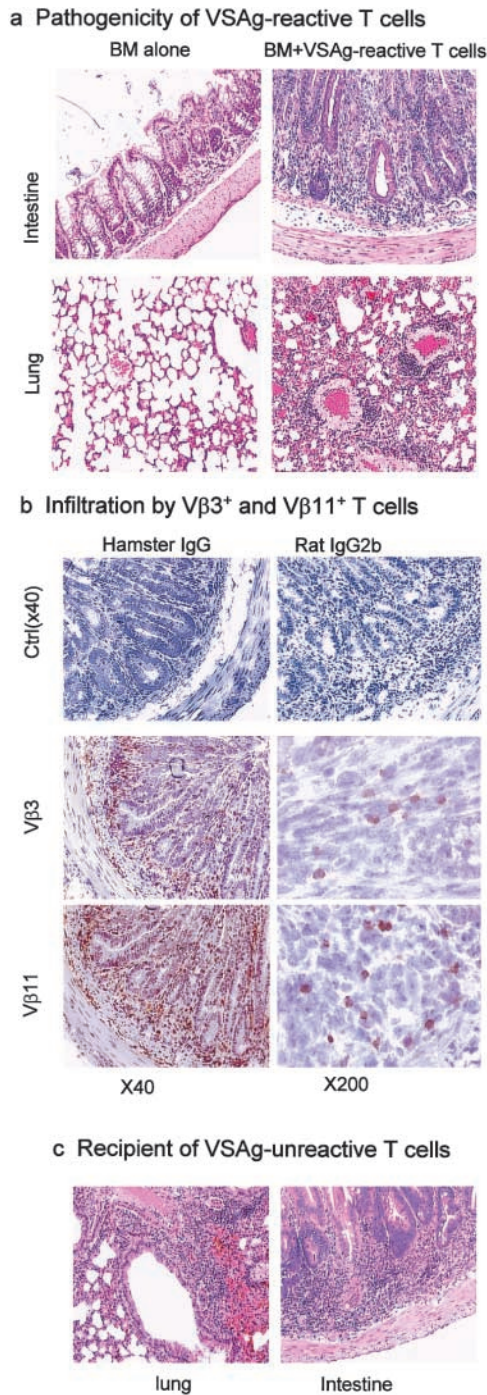 a Pathogenicity of VSAg-reactive T cells
BM alone BM+VSAg-reactive T cells
Intestine
Lung
b Infiltration by Vβ3⁺ and Vβ11⁺ T cells
Hamster IgG Rat IgG2b
Ctrl(x40)
Vβ3
Vβ11
X40 X200
c Recipient of VSAg-unreactive T cells
lung Intestine